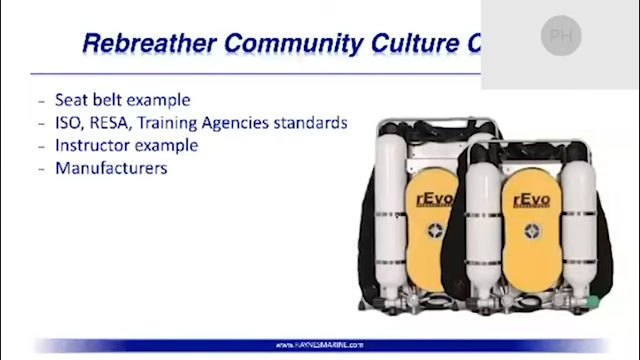 Rebreather Community Culture C
PH
- Seat belt example
- ISO, RESA, Training Agencies standards
- Instructor example
- Manufacturers
rEvo
rEvo
www.HAYNESMARINE.com